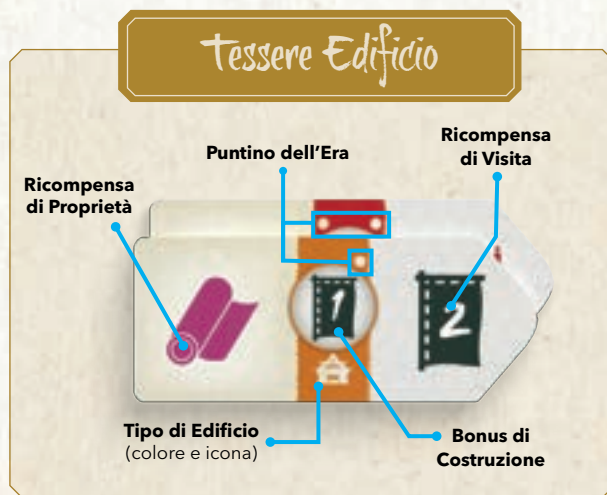 Tessere Edificio
Ricompensa
di Visita
Puntino dell'Era
Ricompensa
di Proprietà
1
2
Tipo di Edificio
(colore e icona)
Bonus di
Costruzione